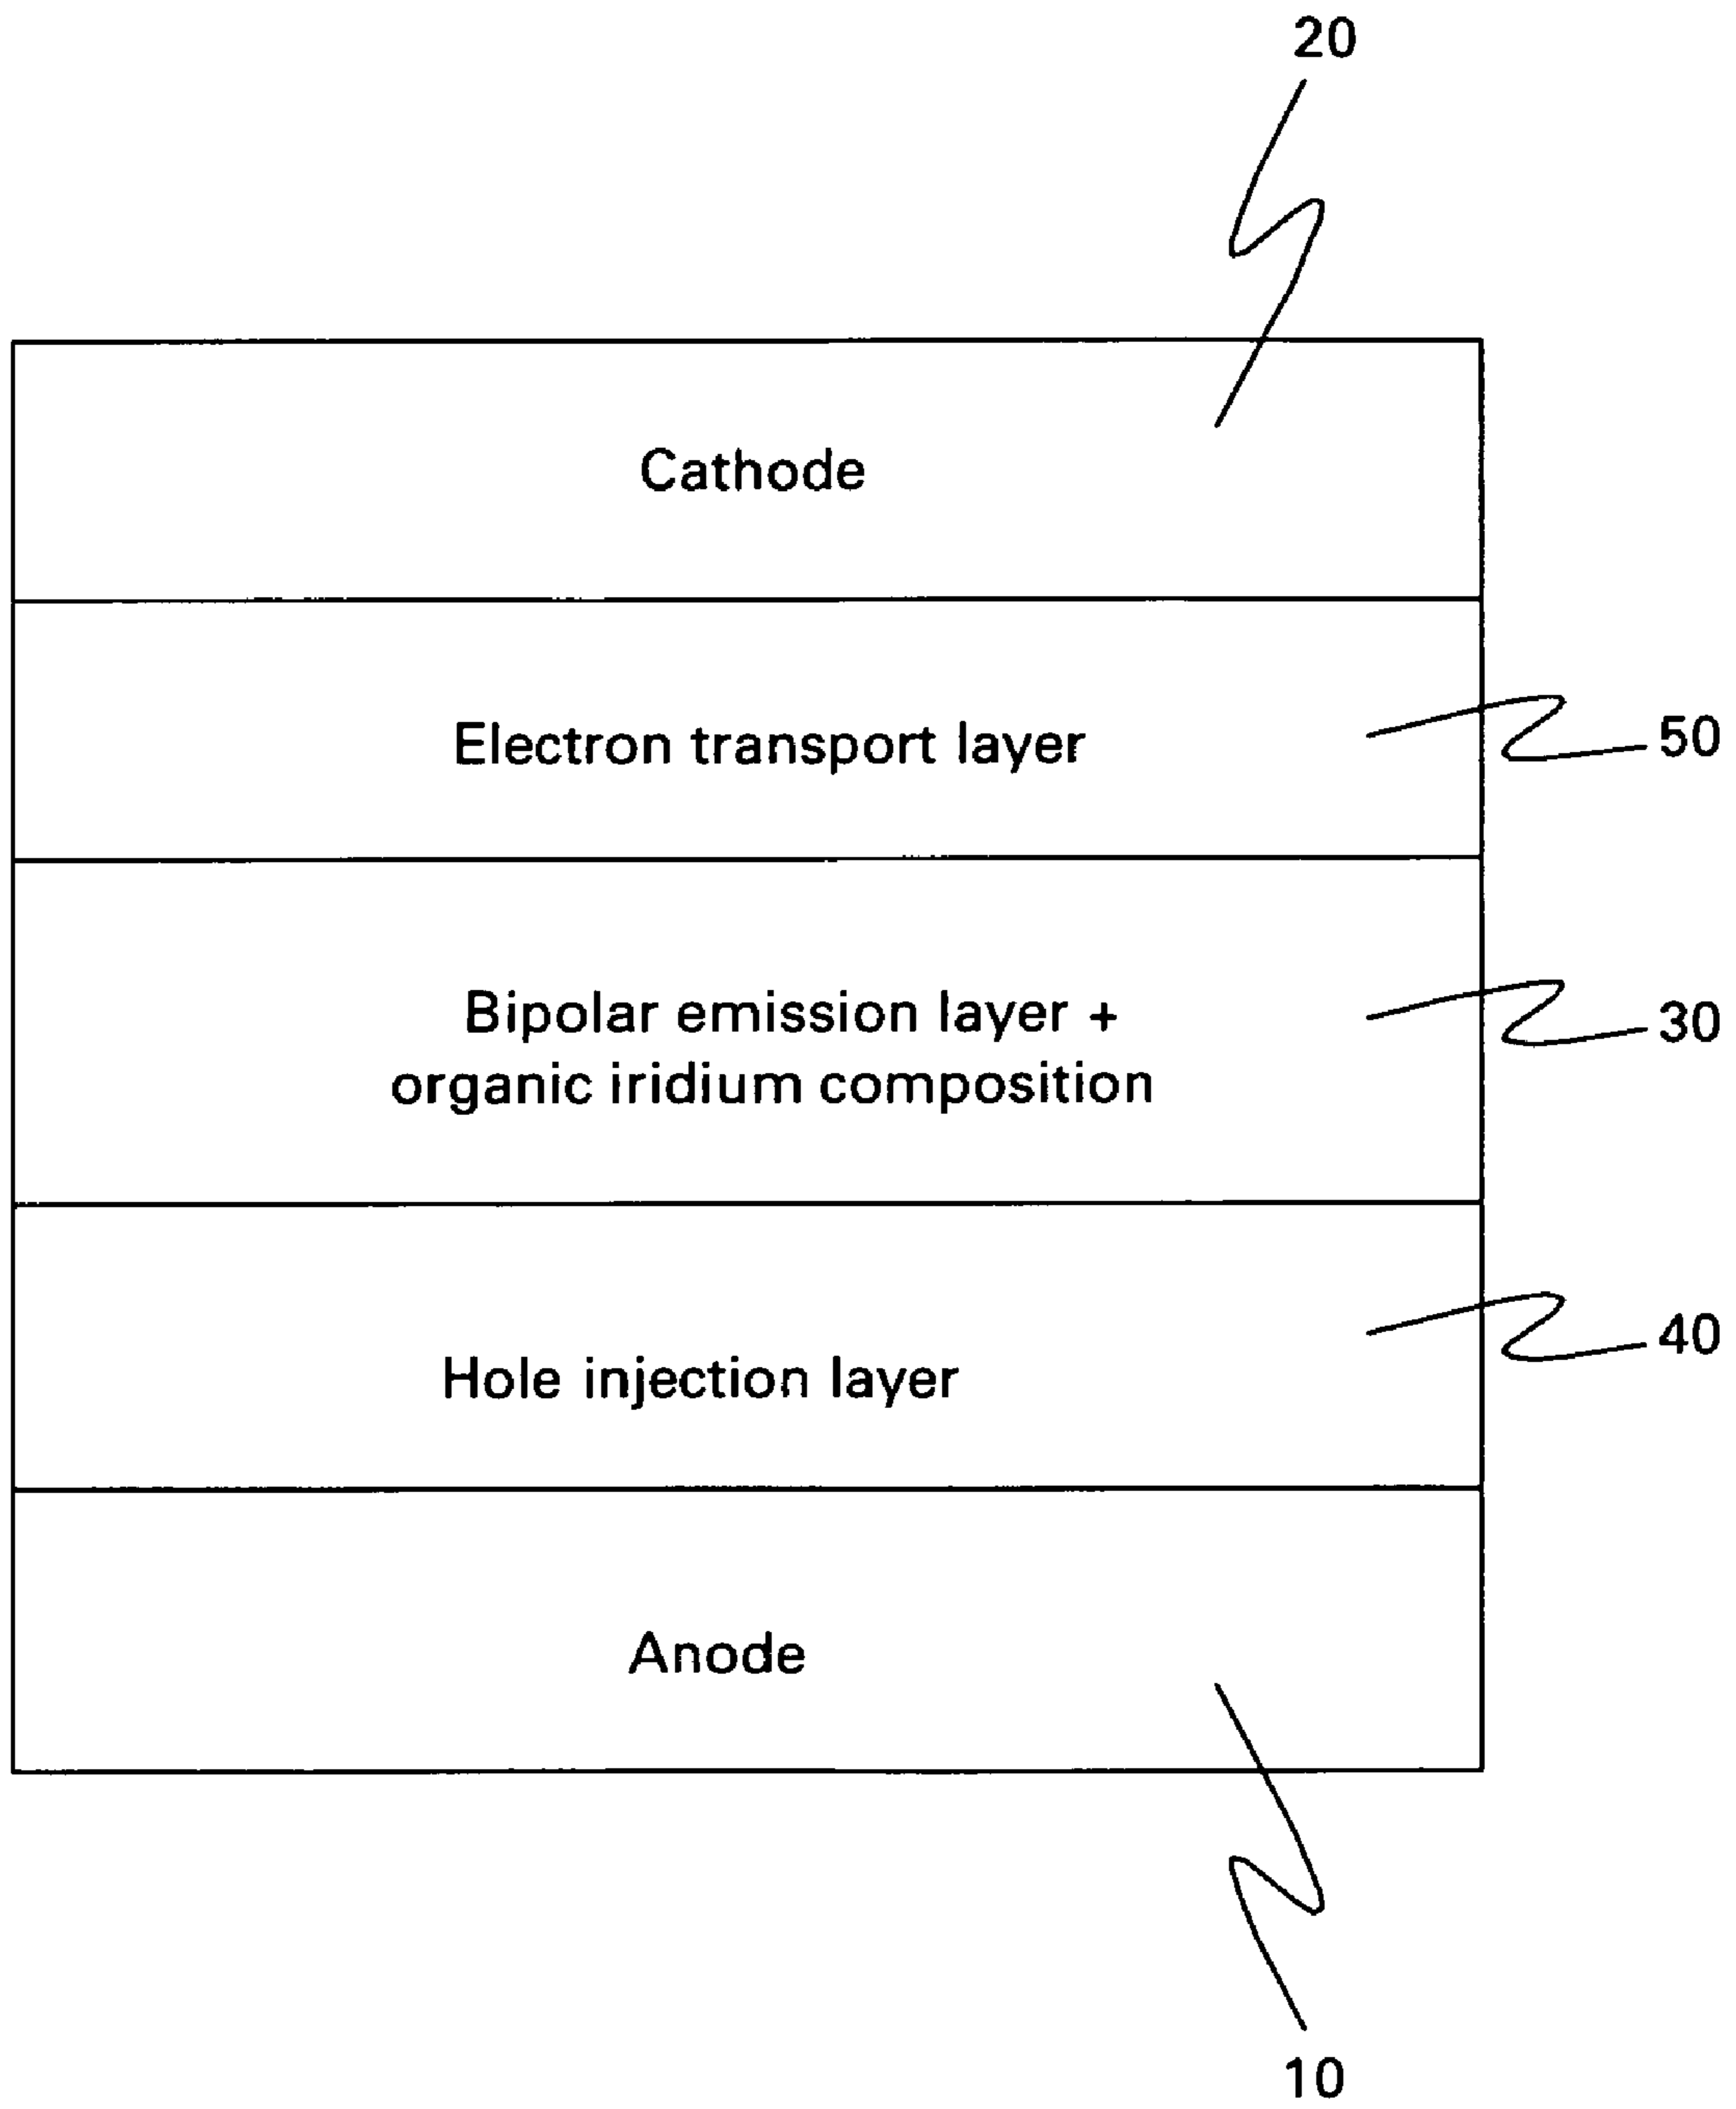 20
Cathode
Electron transport layer
50
Bipolar emission layer +
organic iridium composition
30
Hole injection layer
40
Anode
10